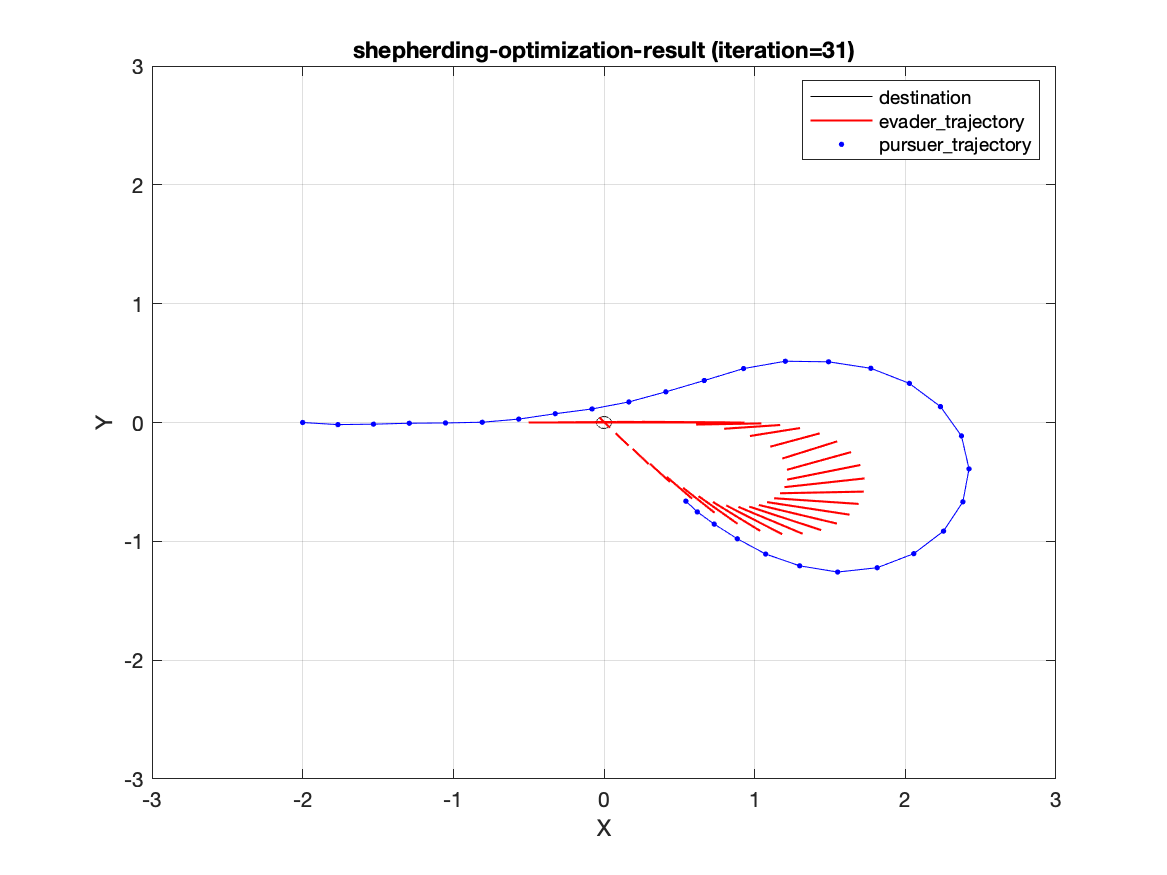 shepherding-optimization-result (iteration=31)
destination
evader_trajectory
pursuer_trajectory
3
2
1
0
-1
-2
-3
Y
-3
-2
-1
0
1
2
3
X